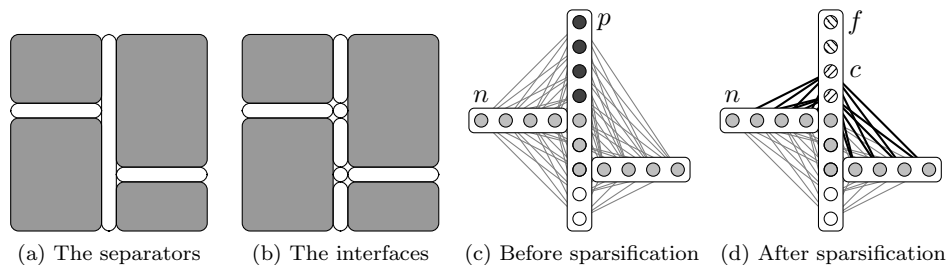 p
n
f
c
n
(a) The separators
(b) The interfaces
(c) Before sparsification
(d) After sparsification